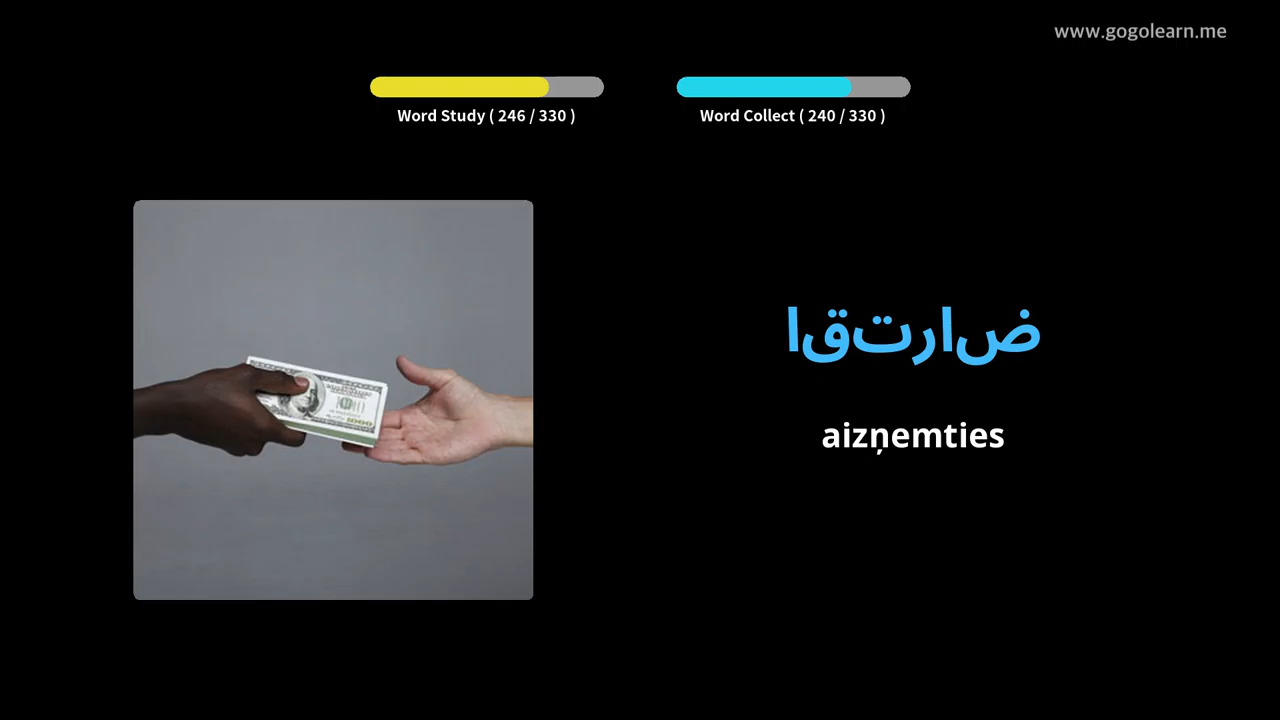 www.gogolearn.me
Word Study ( 246 / 330 )
Word Collect ( 240 / 330 )
اقتراض
aizņemties